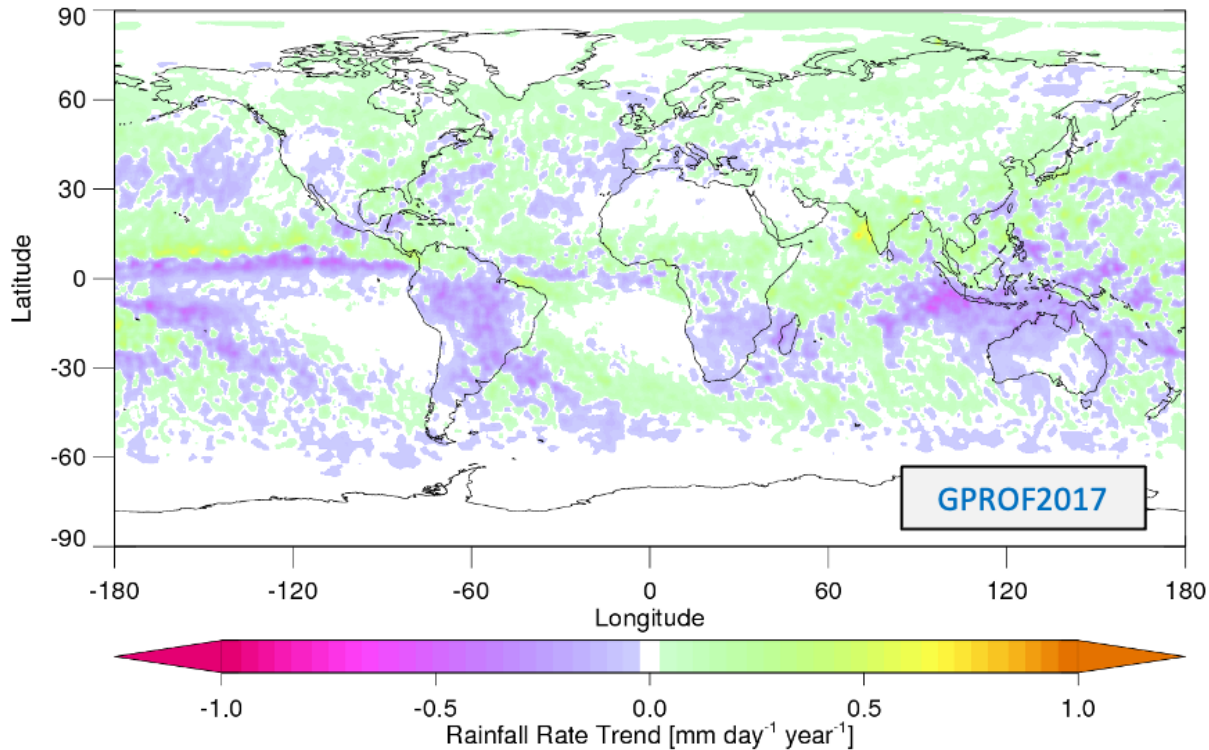 90
60
30
0
-30
-60
-90
Latitude
GPROF2017
-180 -120 -60 0 60 120 180
Longitude
-1.0 -0.5 0.0 0.5 1.0
Rainfall Rate Trend [mm day⁻¹ year⁻¹]